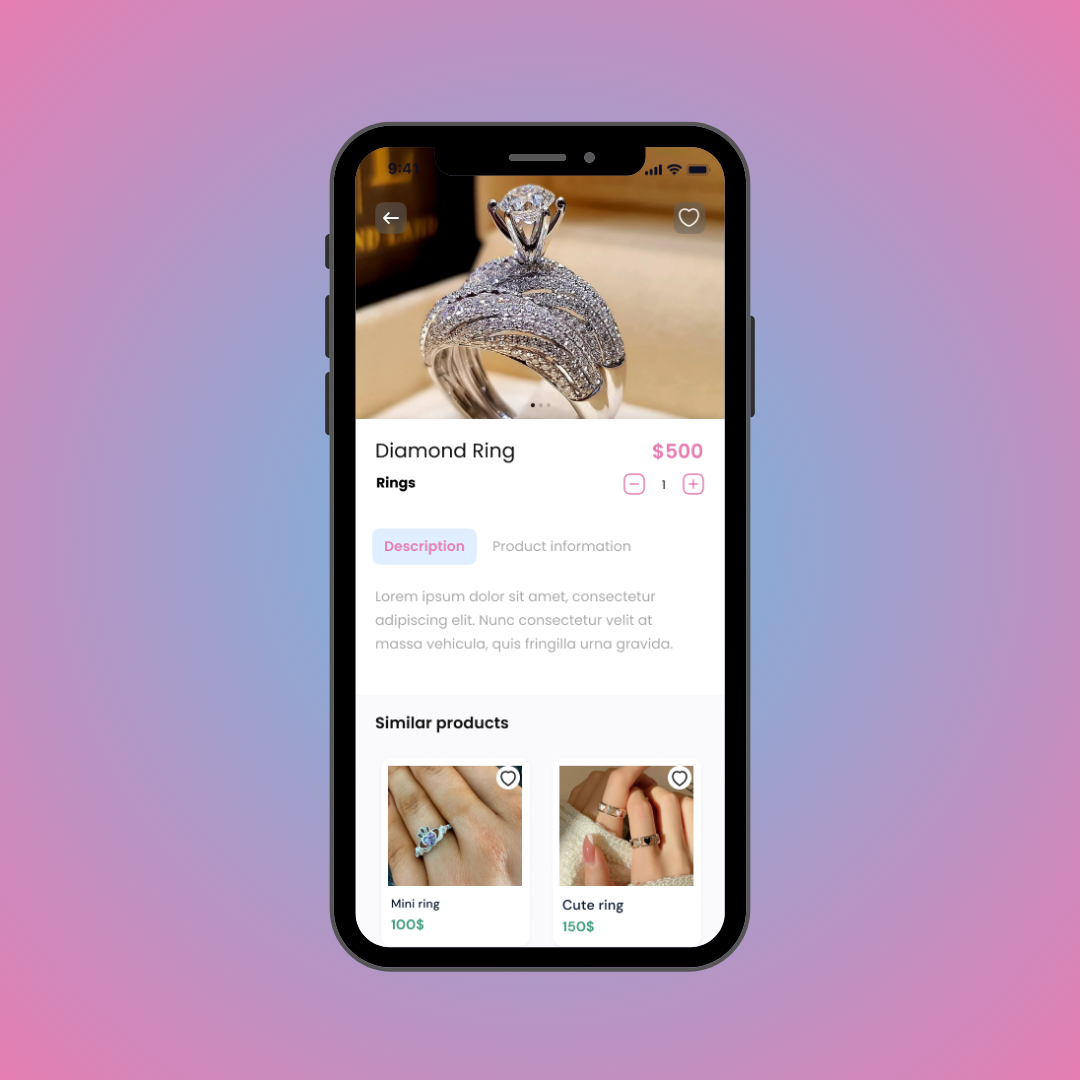 9:41
Diamond Ring
$500
Rings
1
Description
Product information
Lorem ipsum dolor sit amet, consectetur
adipiscing elit. Nunc consectetur velit at
massa vehicula, quis fringilla urna gravida.
Similar products
Mini ring
100$
Cute ring
150$